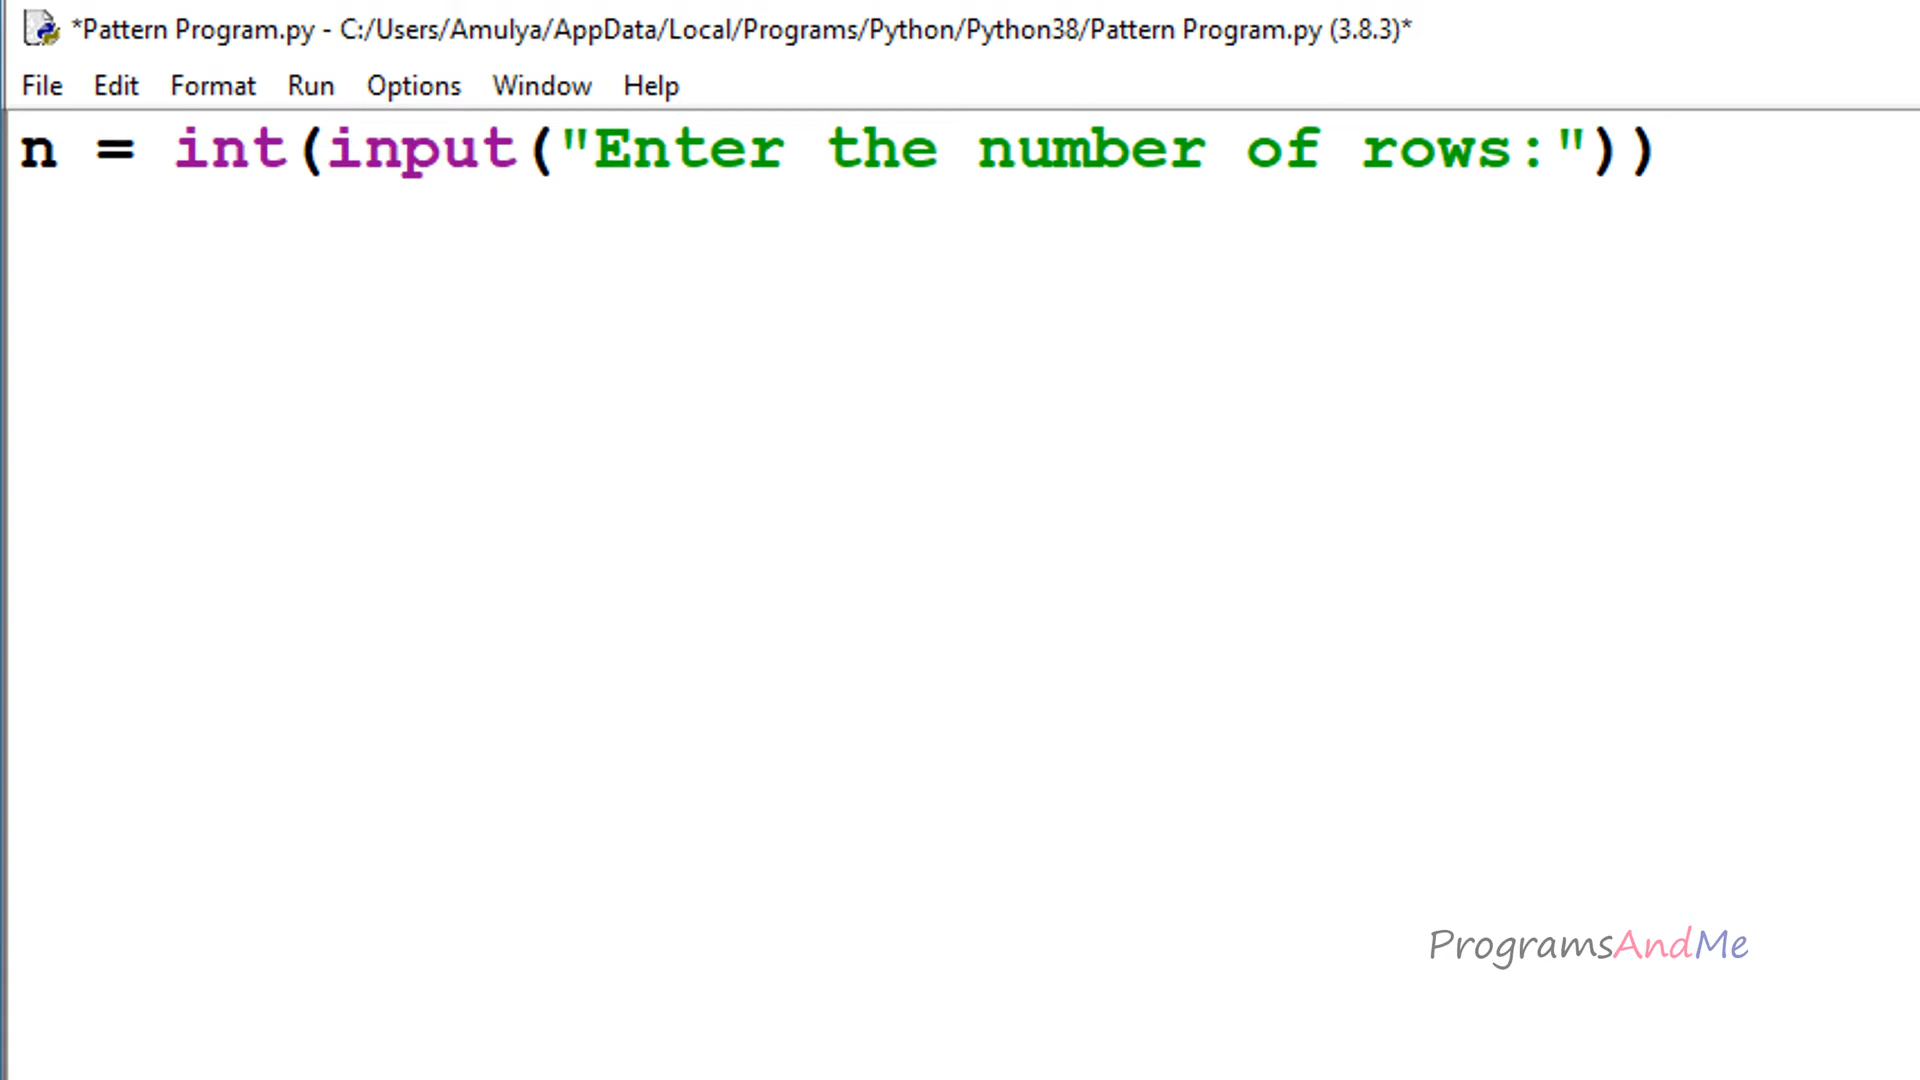 *Pattern Program.py - C:/Users/Amulya/AppData/Local/Programs/Python/Python38/Pattern Program.py (3.8.3)*
File Edit Format Run Options Window Help
n = int(input("Enter the number of rows:"))
ProgramsAndMe